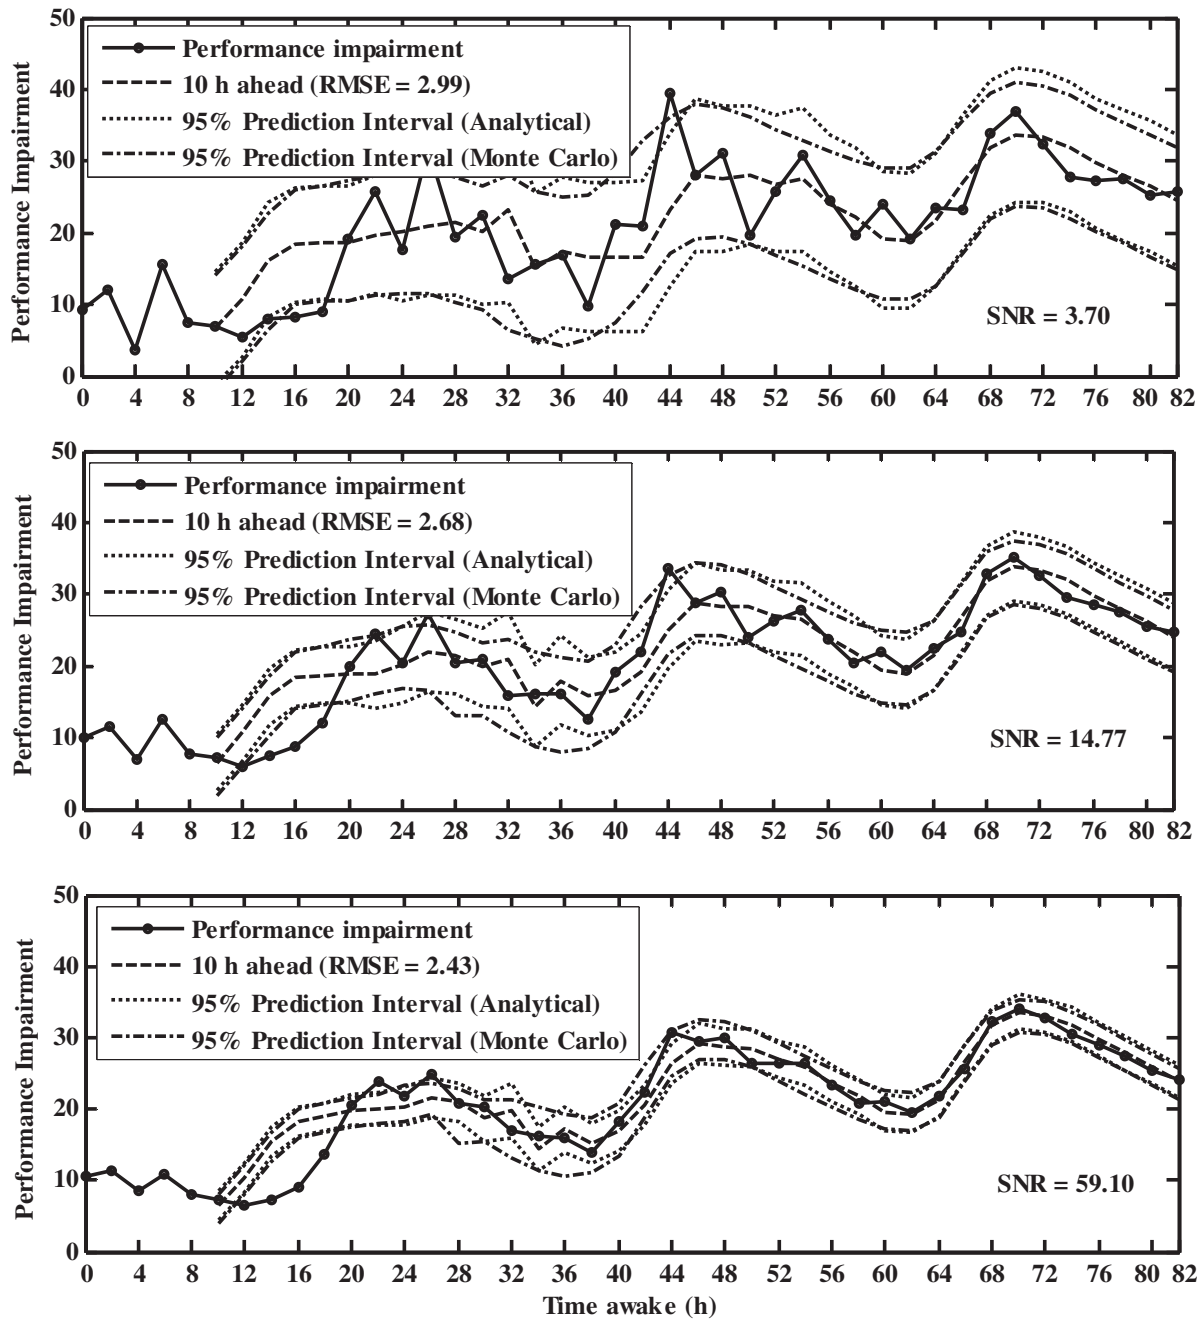 50
40
30
20
10
0
Performance Impairment
Performance impairment
10 h ahead (RMSE = 2.99)
95% Prediction Interval (Analytical)
95% Prediction Interval (Monte Carlo)
SNR = 3.70
0 4 8 12 16 20 24 28 32 36 40 44 48 52 56 60 64 68 72 76 82
50
40
30
20
10
0
Performance Impairment
Performance impairment
10 h ahead (RMSE = 2.68)
95% Prediction Interval (Analytical)
95% Prediction Interval (Monte Carlo)
SNR = 14.77
0 4 8 12 16 20 24 28 32 36 40 44 48 52 56 60 64 68 72 76 78 82
50
40
30
20
10
0
Performance Impairment
Performance impairment
10 h ahead (RMSE = 2.43)
95% Prediction Interval (Analytical)
95% Prediction Interval (Monte Carlo)
SNR = 59.10
0 4 8 12 16 20 24 28 32 36 40 44 48 52 56 60 64 68 72 76 78 82
Time awake (h)